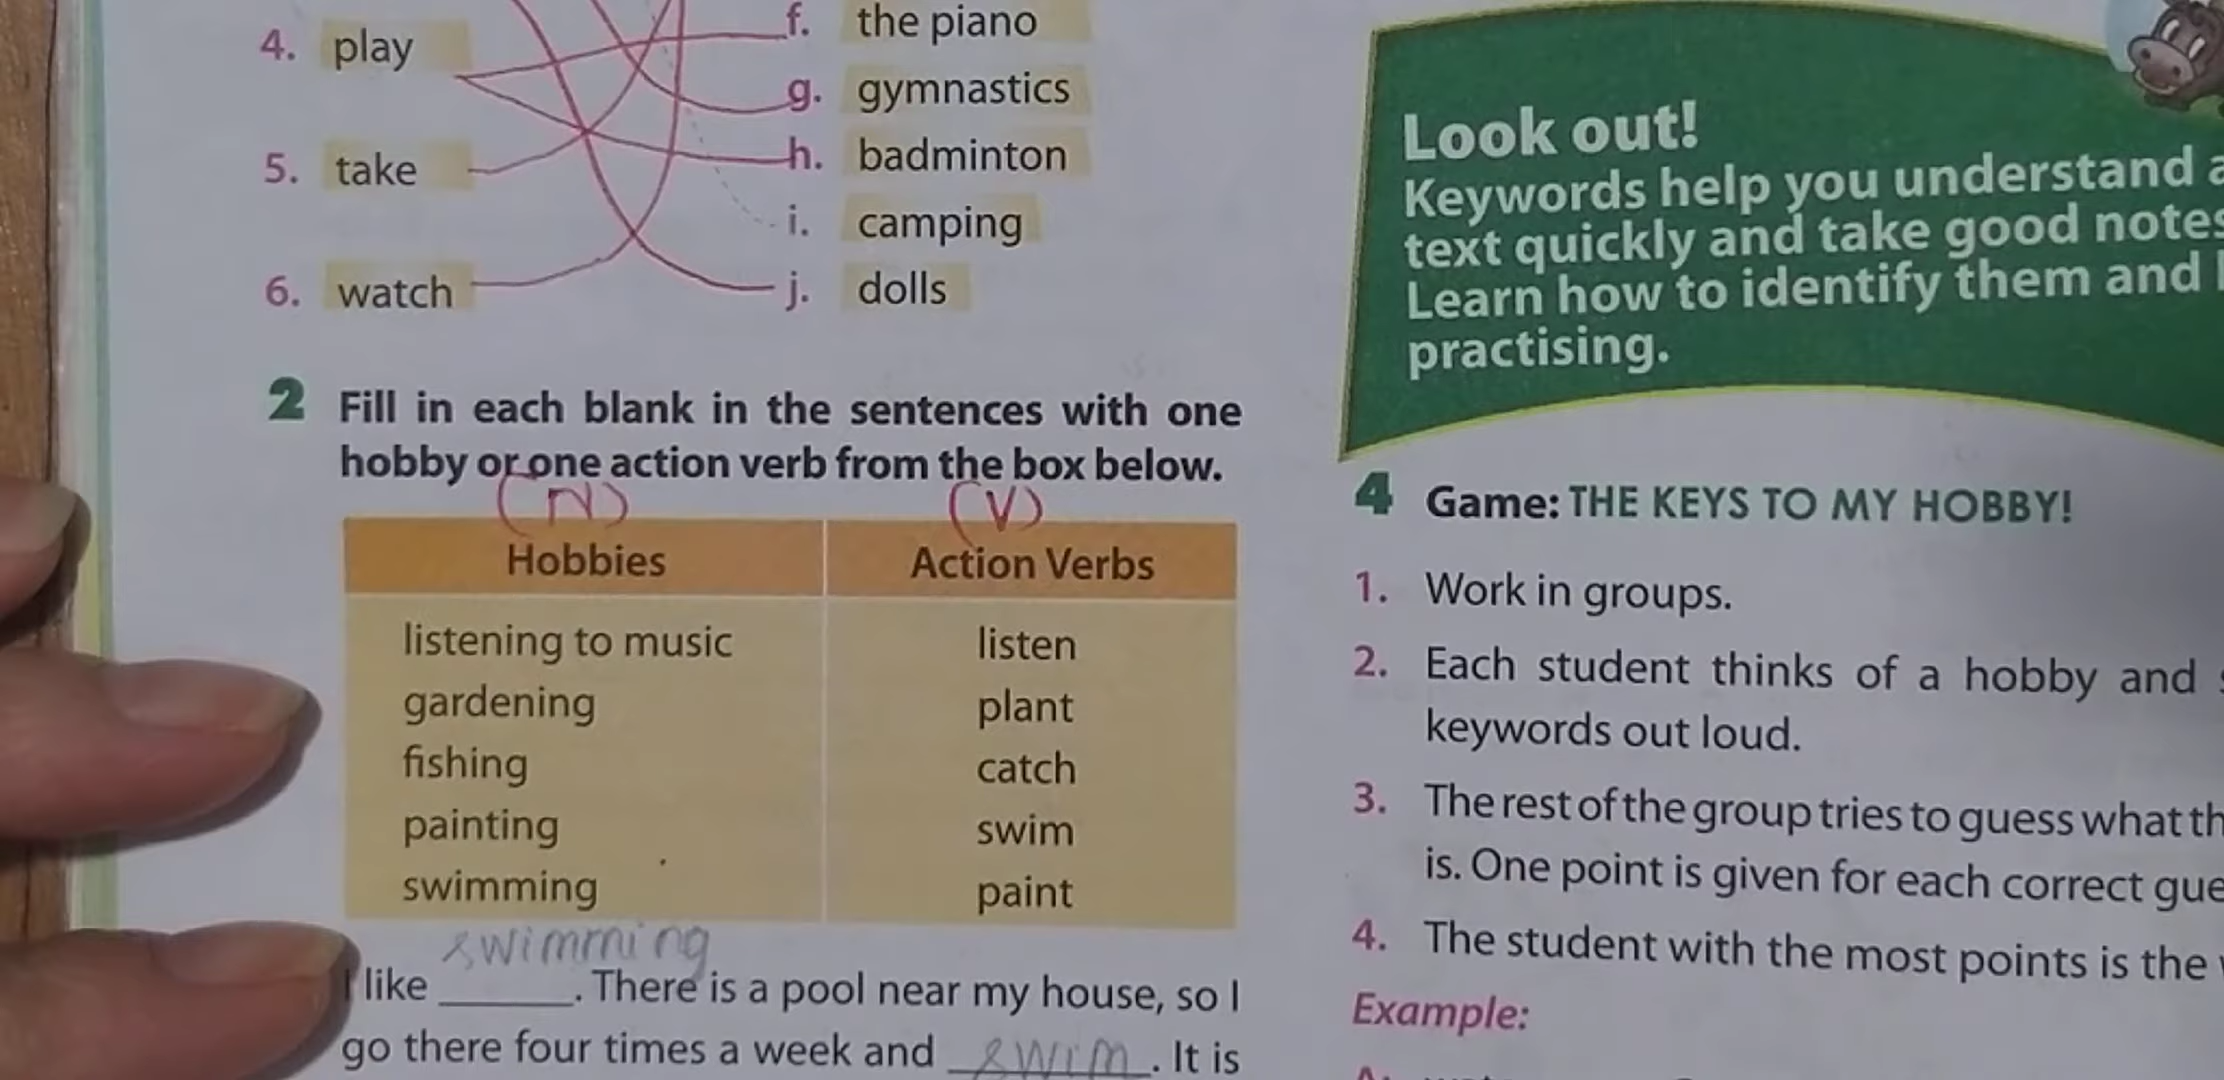 4. play
5. take
6. watch
f. the piano
g. gymnastics
h. badminton
i. camping
j. dolls
2 Fill in each blank in the sentences with one
hobby or one action verb from the box below.
(N) (V)
Hobbies Action Verbs
listening to music listen
gardening plant
fishing catch
painting swim
swimming paint
swimming
I like ______. There is a pool near my house, so I
go there four times a week and swim. It is
Look out!
Keywords help you understand a
text quickly and take good notes
Learn how to identify them and
practising.
4 Game: THE KEYS TO MY HOBBY!
1. Work in groups.
2. Each student thinks of a hobby and
keywords out loud.
3. The rest of the group tries to guess what th
is. One point is given for each correct gue
4. The student with the most points is the
Example: